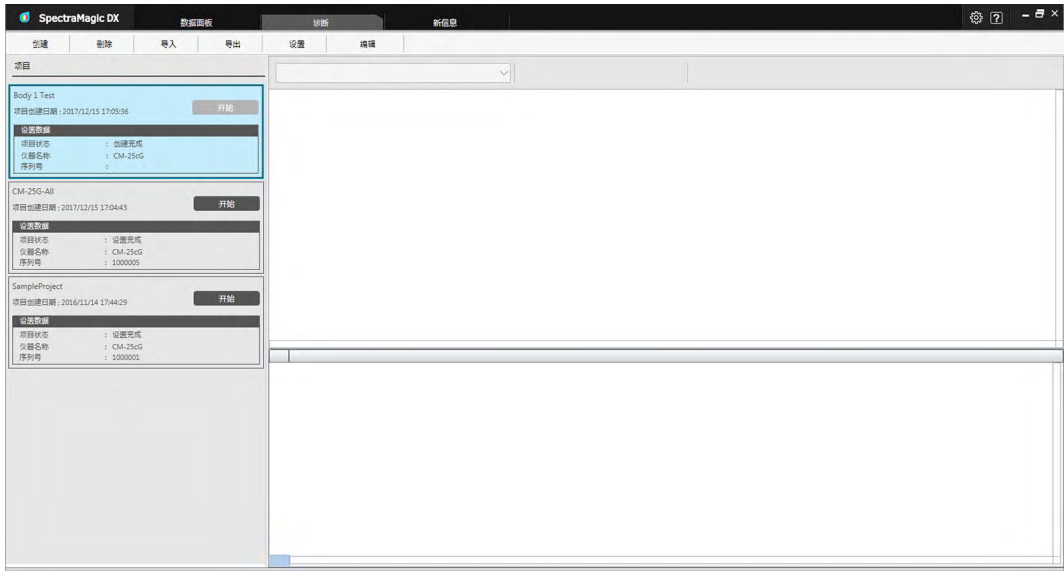 SpectraMagic DX 数据面板 诊断 新信息
创建 删除 导入 导出 设置 编辑
项目
Body 1 Test
项目创建日期 : 2017/12/15 17:05:36 开始
设置数据
项目状态 : 创建完成
仪器名称 : CM-25cG
序列号 :
CM-25G-All
项目创建日期 : 2017/12/15 17:04:43 开始
设置数据
项目状态 : 设置完成
仪器名称 : CM-25cG
序列号 : 1000005
SampleProject
项目创建日期 : 2016/11/14 17:44:29 开始
设置数据
项目状态 : 设置完成
仪器名称 : CM-25cG
序列号 : 1000001